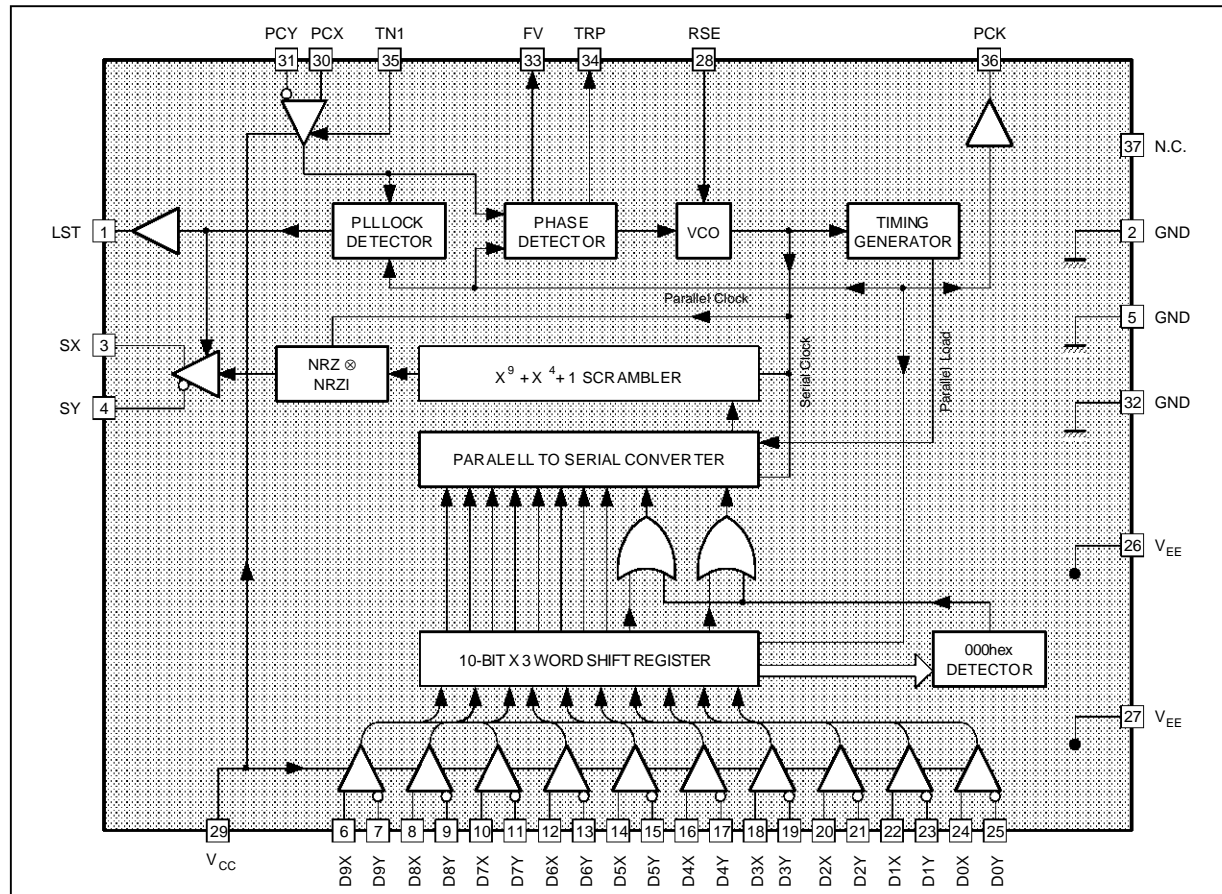 PCY PCX TN1 FV TRP RSE PCK
31 30 35 33 34 28 36
37 N.C.
LST 1
PLLLOCK
DETECTOR
PHASE
DETECTOR
VCO
TIMING
GENERATOR
2 GND
Parallel Clock
5 GND
SX 3
NRZ ⊗
NRZI
X⁹ + X⁴ + 1 SCRAMBLER
Serial Clock
Parallel Load
SY 4
32 GND
PARALELL TO SERIAL CONVERTER
26 VEE
10-BIT X 3 WORD SHIFT REGISTER
000hex
DETECTOR
27 VEE
29 6 7 8 9 10 11 12 13 14 15 16 17 18 19 20 21 22 23 24 25
VCC D9X D9Y D8X D8Y D7X D7Y D6X D6Y D5X D5Y D4X D4Y D3X D3Y D2X D2Y D1X D1Y D0X D0Y